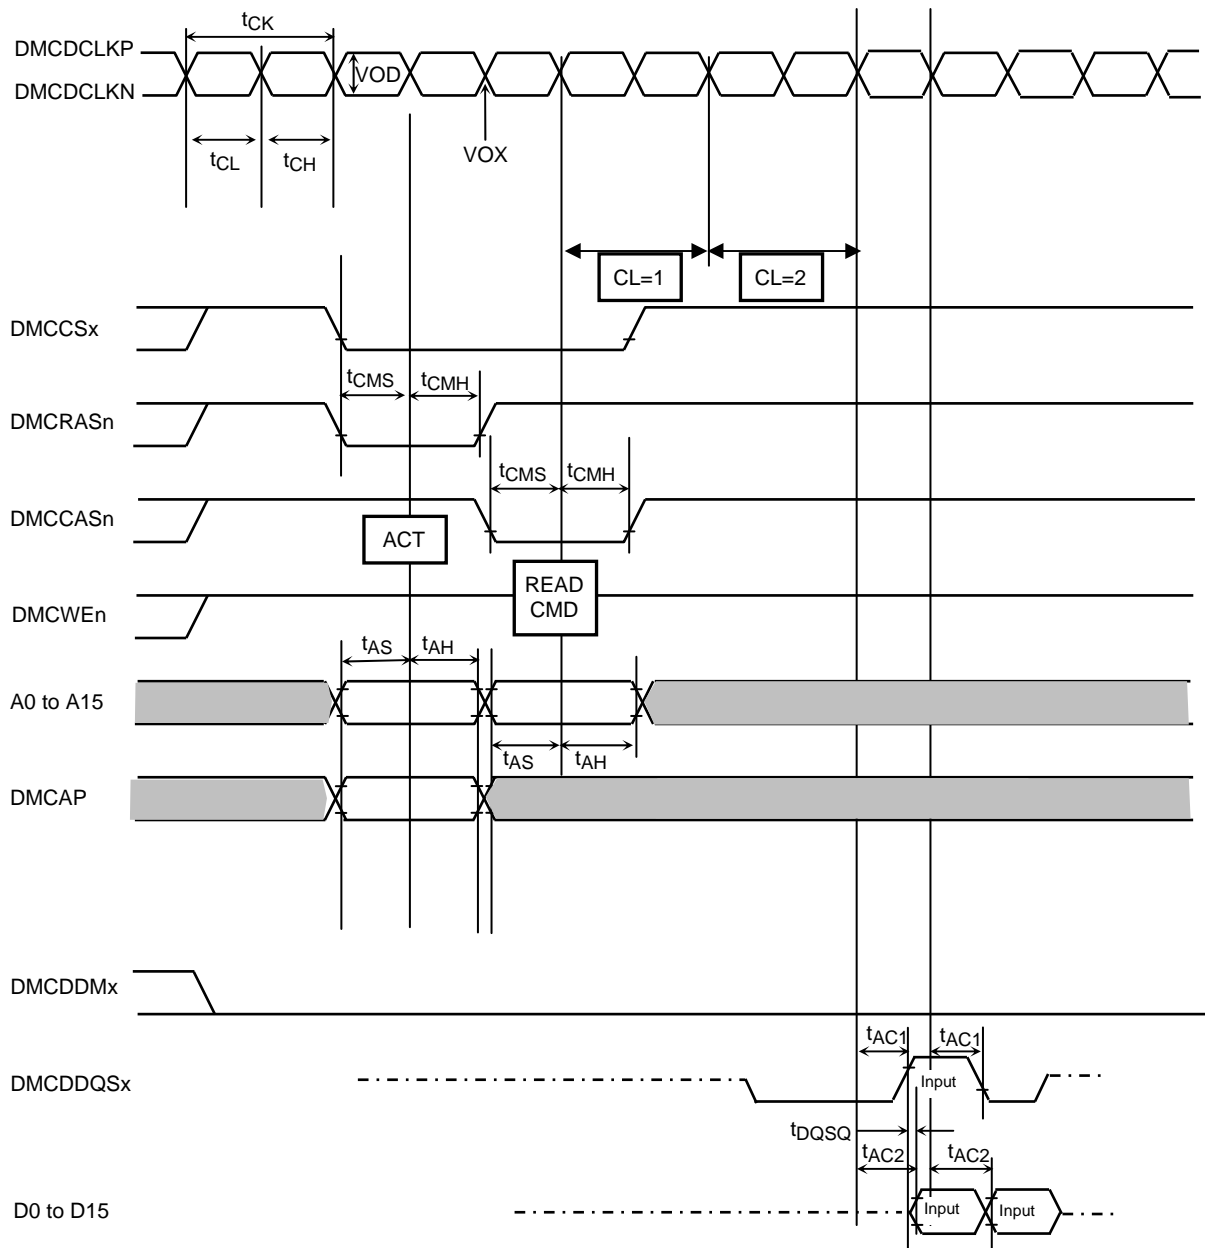 tCK
DMCDCLKP
VOD
DMCDCLKN
tCL
tCH
VOX
CL=1
CL=2
DMCCSx
tCMS
tCMH
DMCRASn
tCMS
tCMH
DMCCASn
ACT
READ
CMD
DMCWEn
tAS
tAH
A0 to A15
tAS
tAH
DMCAP
DMCDDMx
tAC1
tAC1
DMCDDQSx
Input
tDQSQ
tAC2
tAC2
D0 to D15
Input
Input